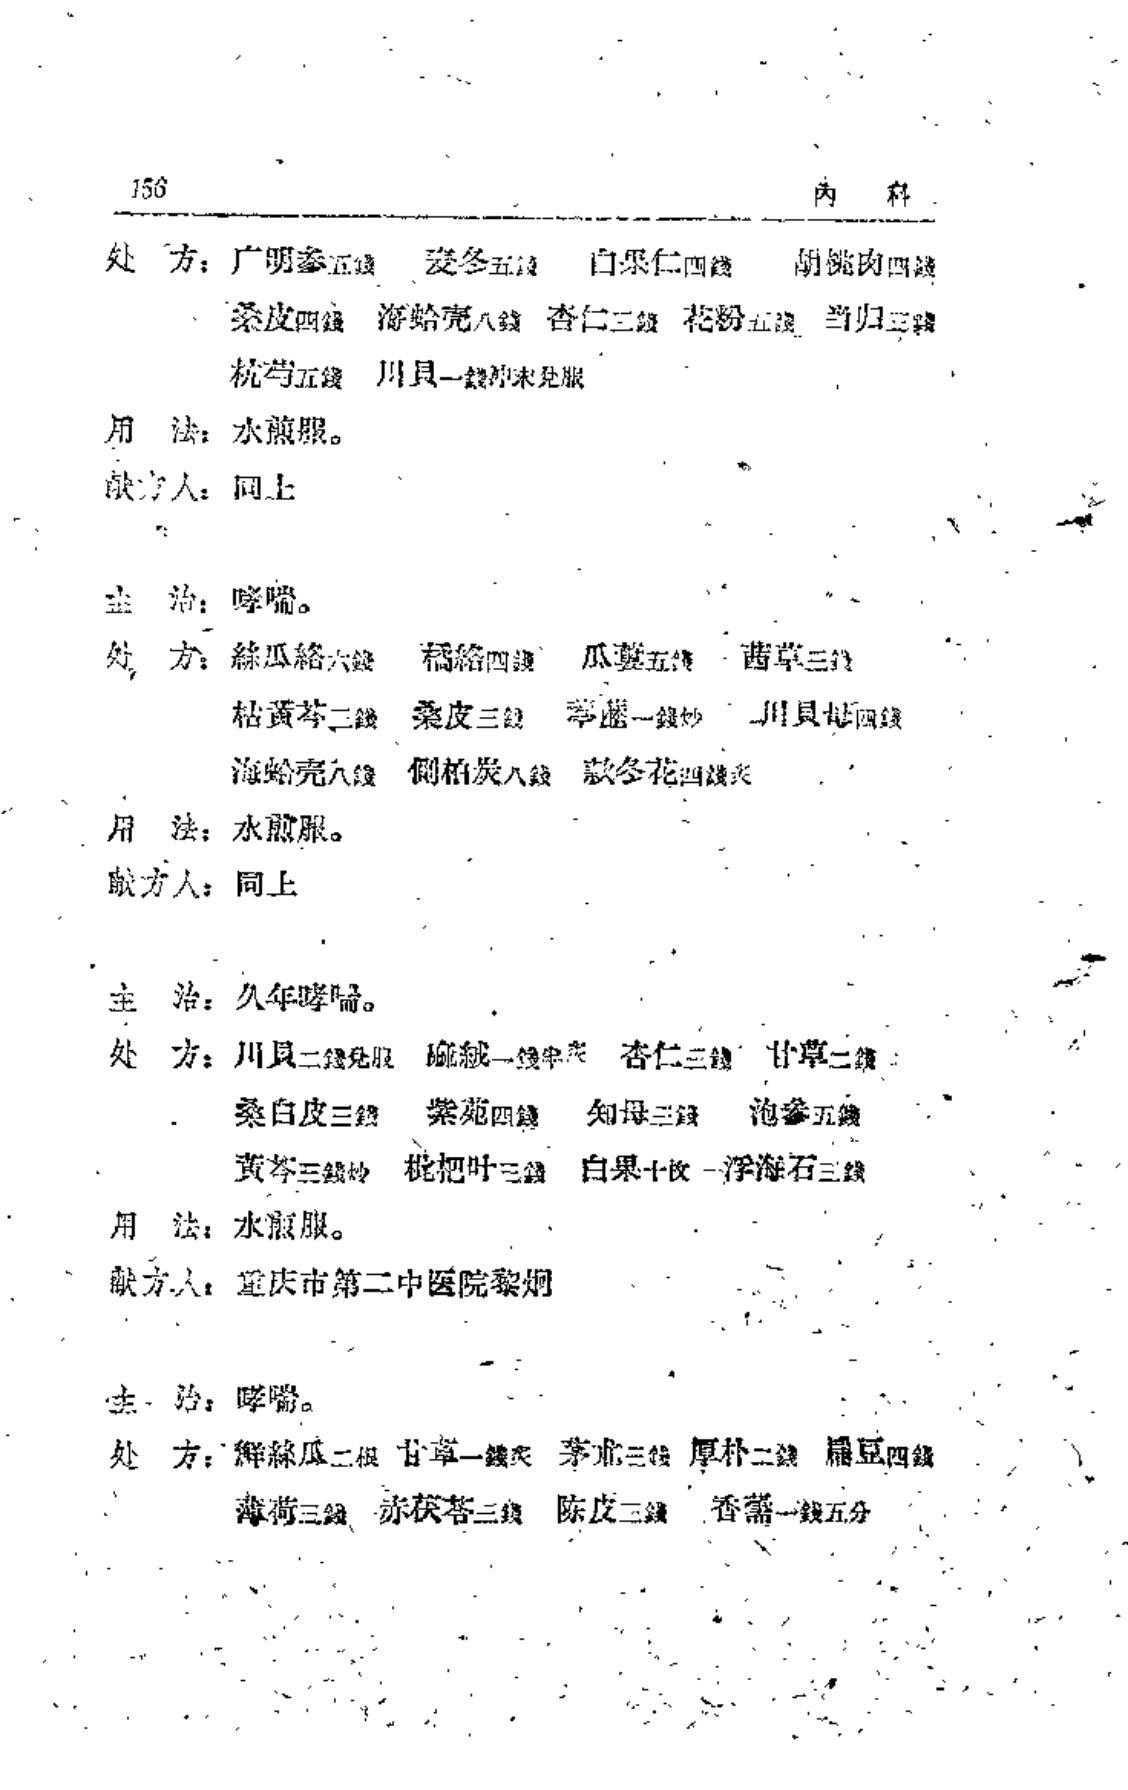 156 內 科
处 方：广明参五錢 麦冬五錢 白果仁四錢 胡桃肉四錢
桑皮四錢 海蛤壳八錢 杏仁三錢 花粉五錢 当归三錢
杭芍五錢 川貝一錢冲末兑服
用 法：水煎服。
献方人：同上
主 治：哮喘。
处 方：絲瓜絡六錢 橘絡四錢 瓜蔞五錢 茜草三錢
枯黃芩二錢 桑皮三錢 葶藶一錢炒 川貝母四錢
海蛤壳八錢 側柏炭八錢 款冬花四錢炙
用 法：水煎服。
献方人：同上
主 治：久年哮喘。
处 方：川貝二錢兑服 麻絨一錢半炙 杏仁三錢 甘草二錢
桑白皮三錢 紫苑四錢 知母三錢 泡参五錢
黃芩三錢炒 枇杷叶三錢 白果十枚 浮海石三錢
用 法：水煎服。
献方人：重庆市第二中医院黎炯
主 治：哮喘。
处 方：鮮絲瓜二根 甘草一錢炙 茅朮三錢 厚朴二錢 扁豆四錢
薄荷三錢 赤茯苓三錢 陈皮三錢 香薷一錢五分